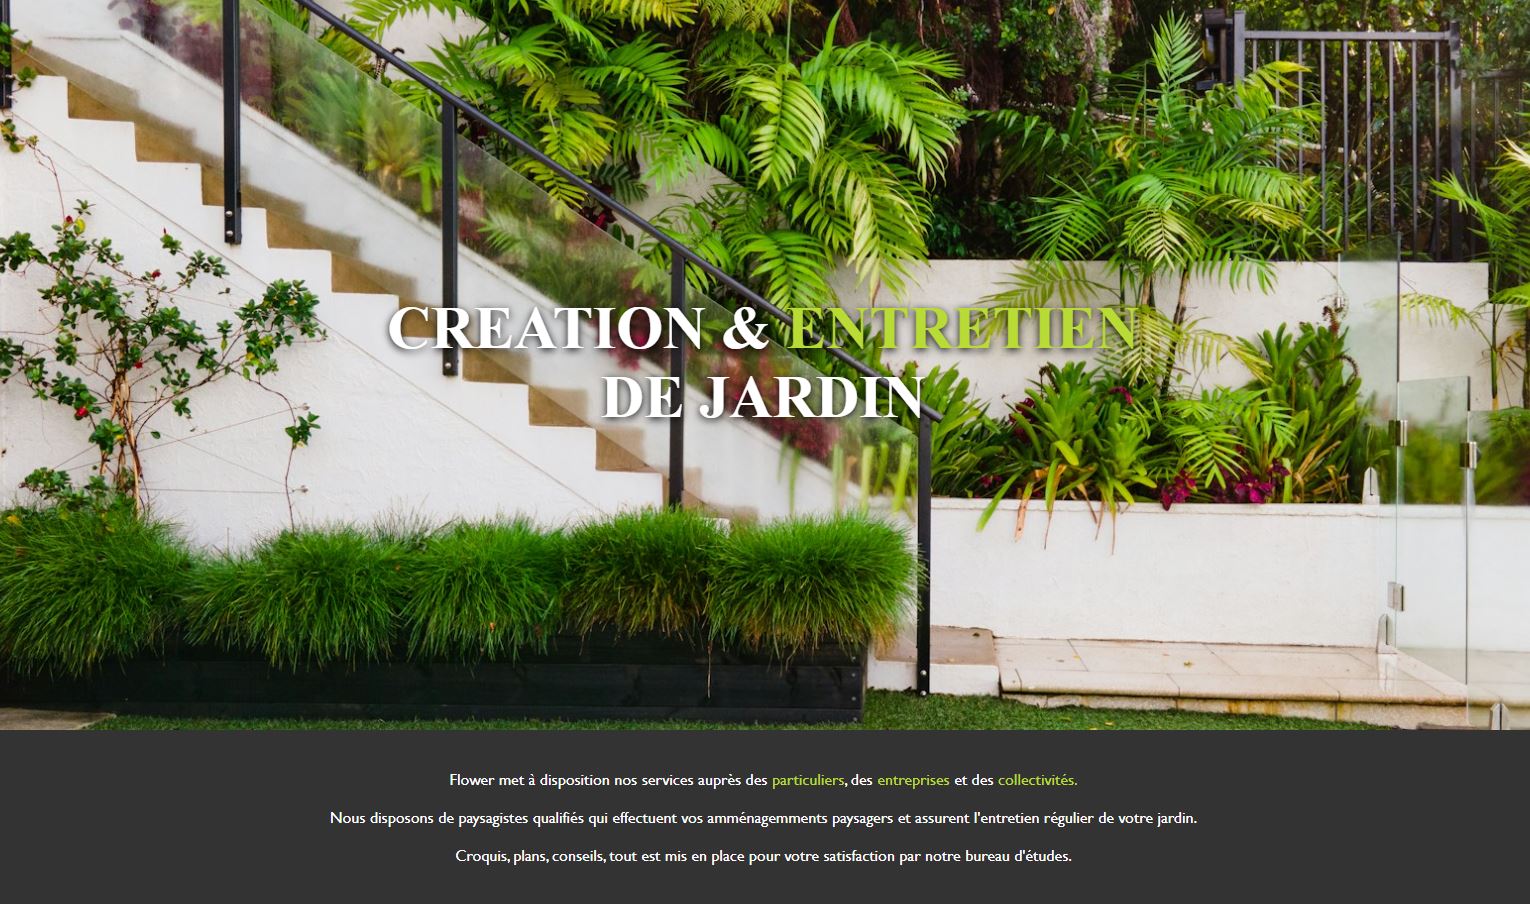 CREATION & ENTRETIEN
DE JARDIN
Flower met à disposition nos services auprès des particuliers, des entreprises et des collectivités.
Nous disposons de paysagistes qualifiés qui effectuent vos amménagemments paysagers et assurent l'entretien régulier de votre jardin.
Croquis, plans, conseils, tout est mis en place pour votre satisfaction par notre bureau d'études.